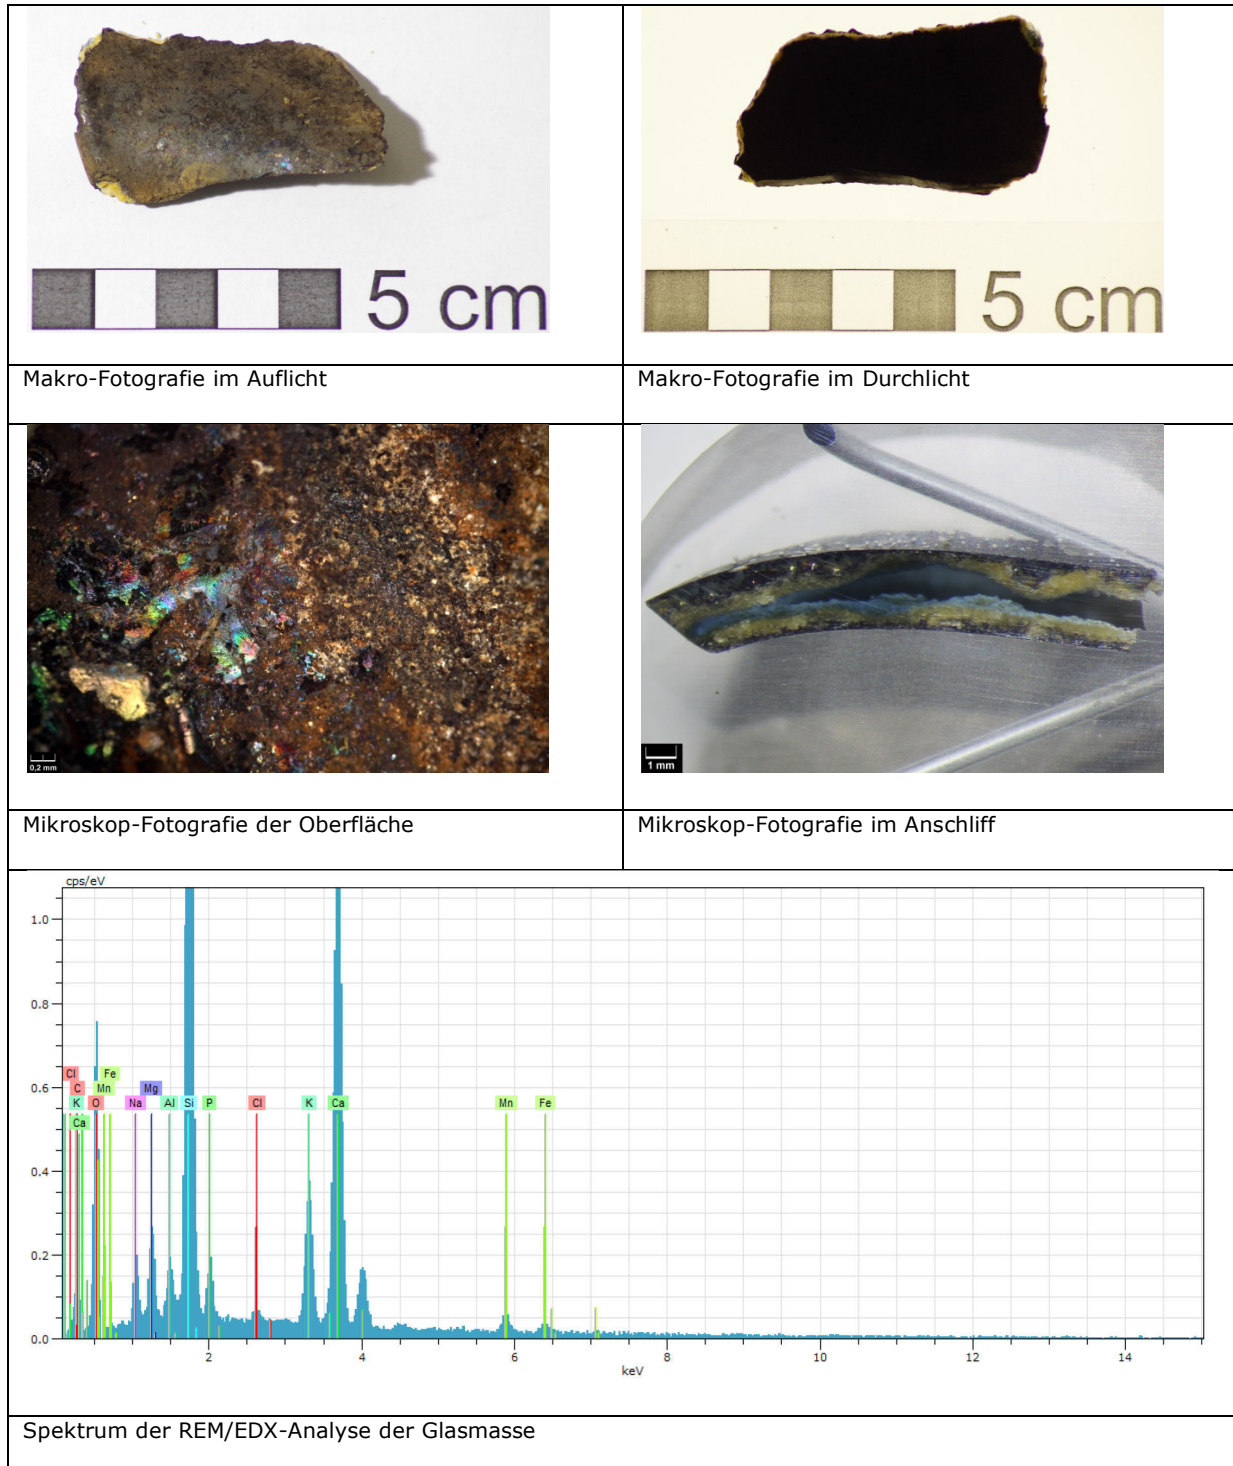 5 cm
5 cm
Makro-Fotografie im Auflicht
Makro-Fotografie im Durchlicht
0,2 mm
1 mm
Mikroskop-Fotografie der Oberfläche
Mikroskop-Fotografie im Anschliff
cps/eV
1.0
0.8
0.6
0.4
0.2
0.0
Cl Fe
C Mn Mg
K O Na Al Si P Cl K Ca Mn Fe
Ca
2 4 6 8 10 12 14
keV
Spektrum der REM/EDX-Analyse der Glasmasse